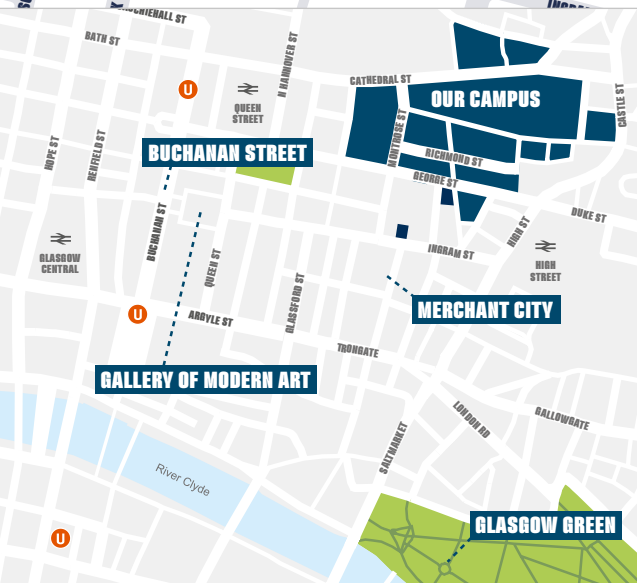 BATH ST
N HANNOVER ST
CATHEDRAL ST
CASTLE ST
U
QUEEN
STREET
OUR CAMPUS
MONTROSE ST
HOPE ST
RENFIELD ST
BUCHANAN STREET
RICHMOND ST
GEORGE ST
BUCHANAN ST
DUKE ST
HIGH ST
GLASGOW
CENTRAL
QUEEN ST
INGRAM ST
HIGH
STREET
GLASSFORD ST
U
ARGYLE ST
MERCHANT CITY
TRONGATE
GALLERY OF MODERN ART
LONDON RD
GALLOWGATE
SALTMARKET
River Clyde
GLASGOW GREEN
U